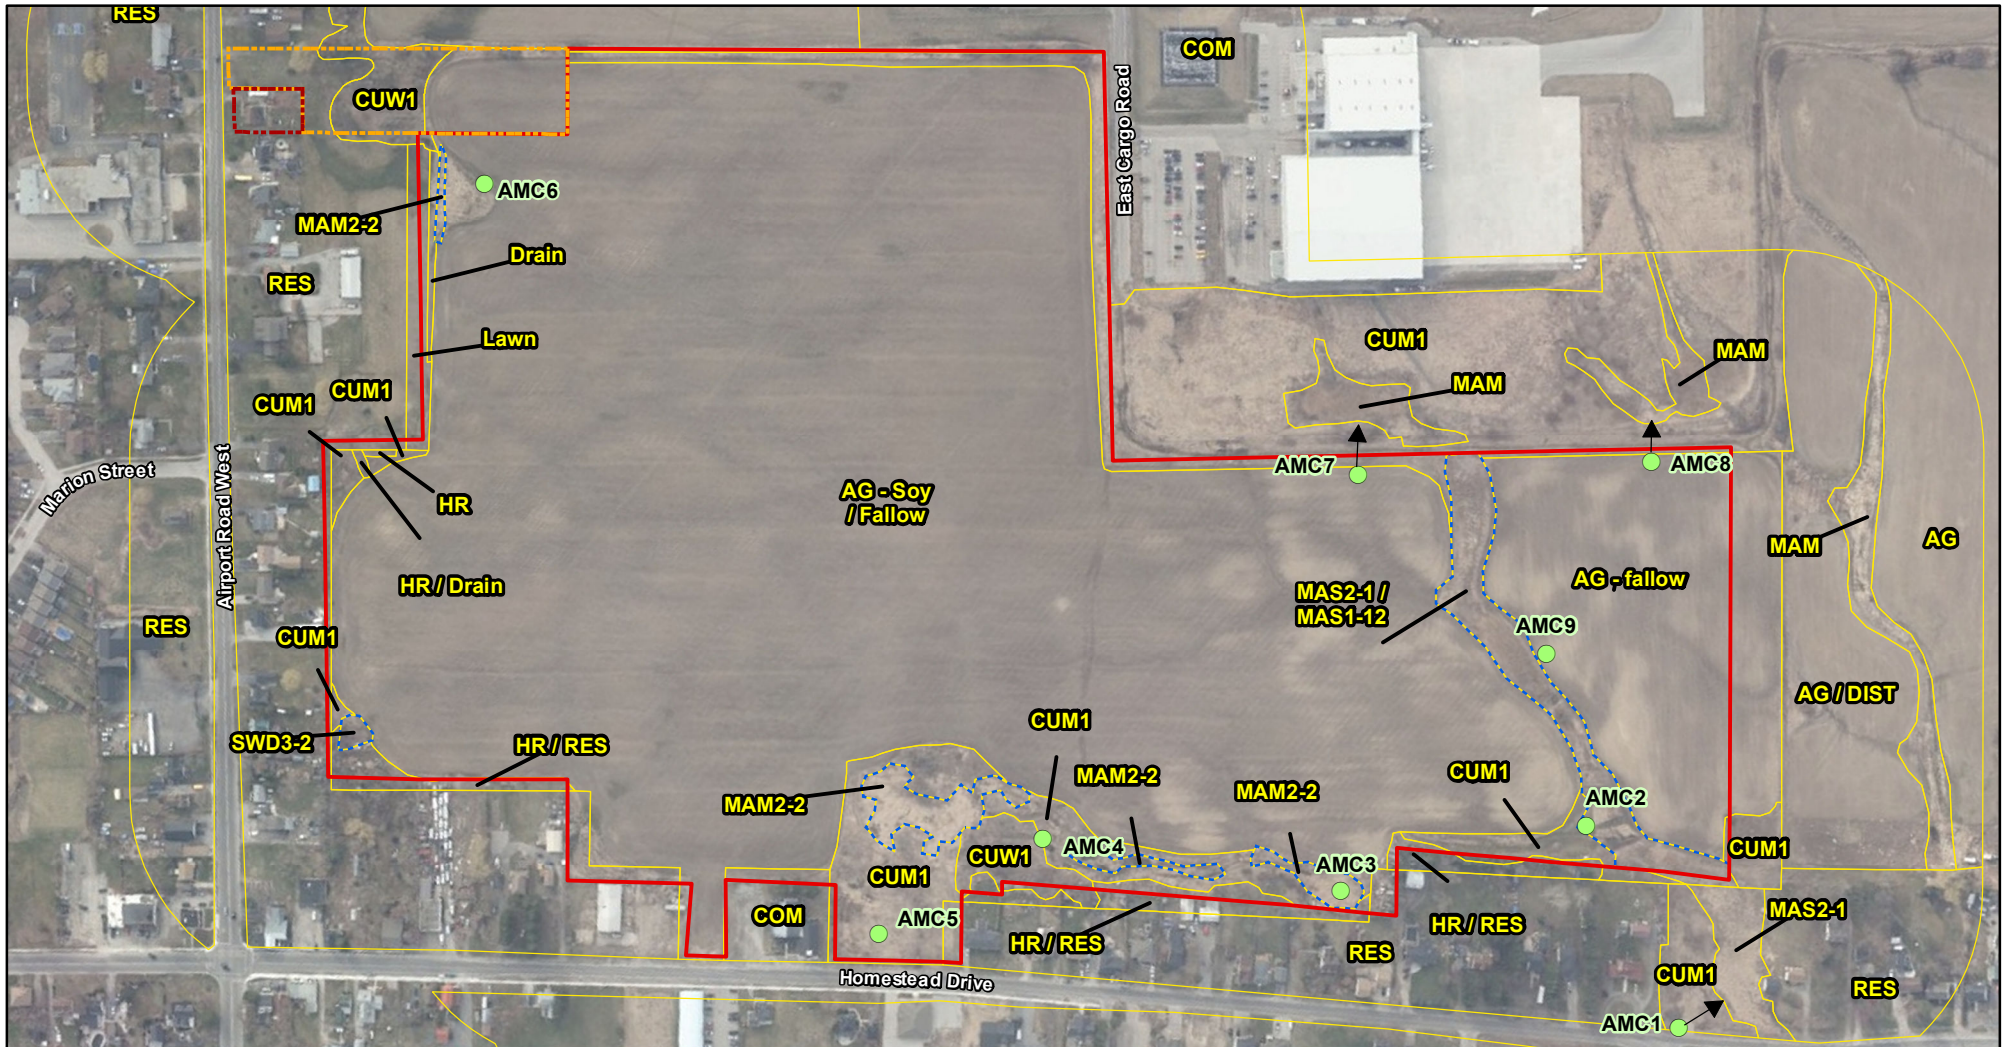 RES
COM
CUW1
East Cargo Road
AMC6
MAM2-2
Drain
RES
Lawn
CUM1
MAM
MAM
CUM1
CUM1
Marion Street
Airport Road West
AMC7
AMC8
HR
AG - Soy
/ Fallow
MAM
AG
HR / Drain
AG - fallow
MAS2-1 /
MAS1-12
RES
CUM1
AMC9
AG / DIST
SWD3-2
HR / RES
CUM1
MAM2-2
MAM2-2
MAM2-2
CUM1
AMC2
AMC4
CUW1
AMC3
CUM1
CUM1
COM
AMC5
HR / RES
RES
HR / RES
MAS2-1
Homestead Drive
CUM1
RES
AMC1